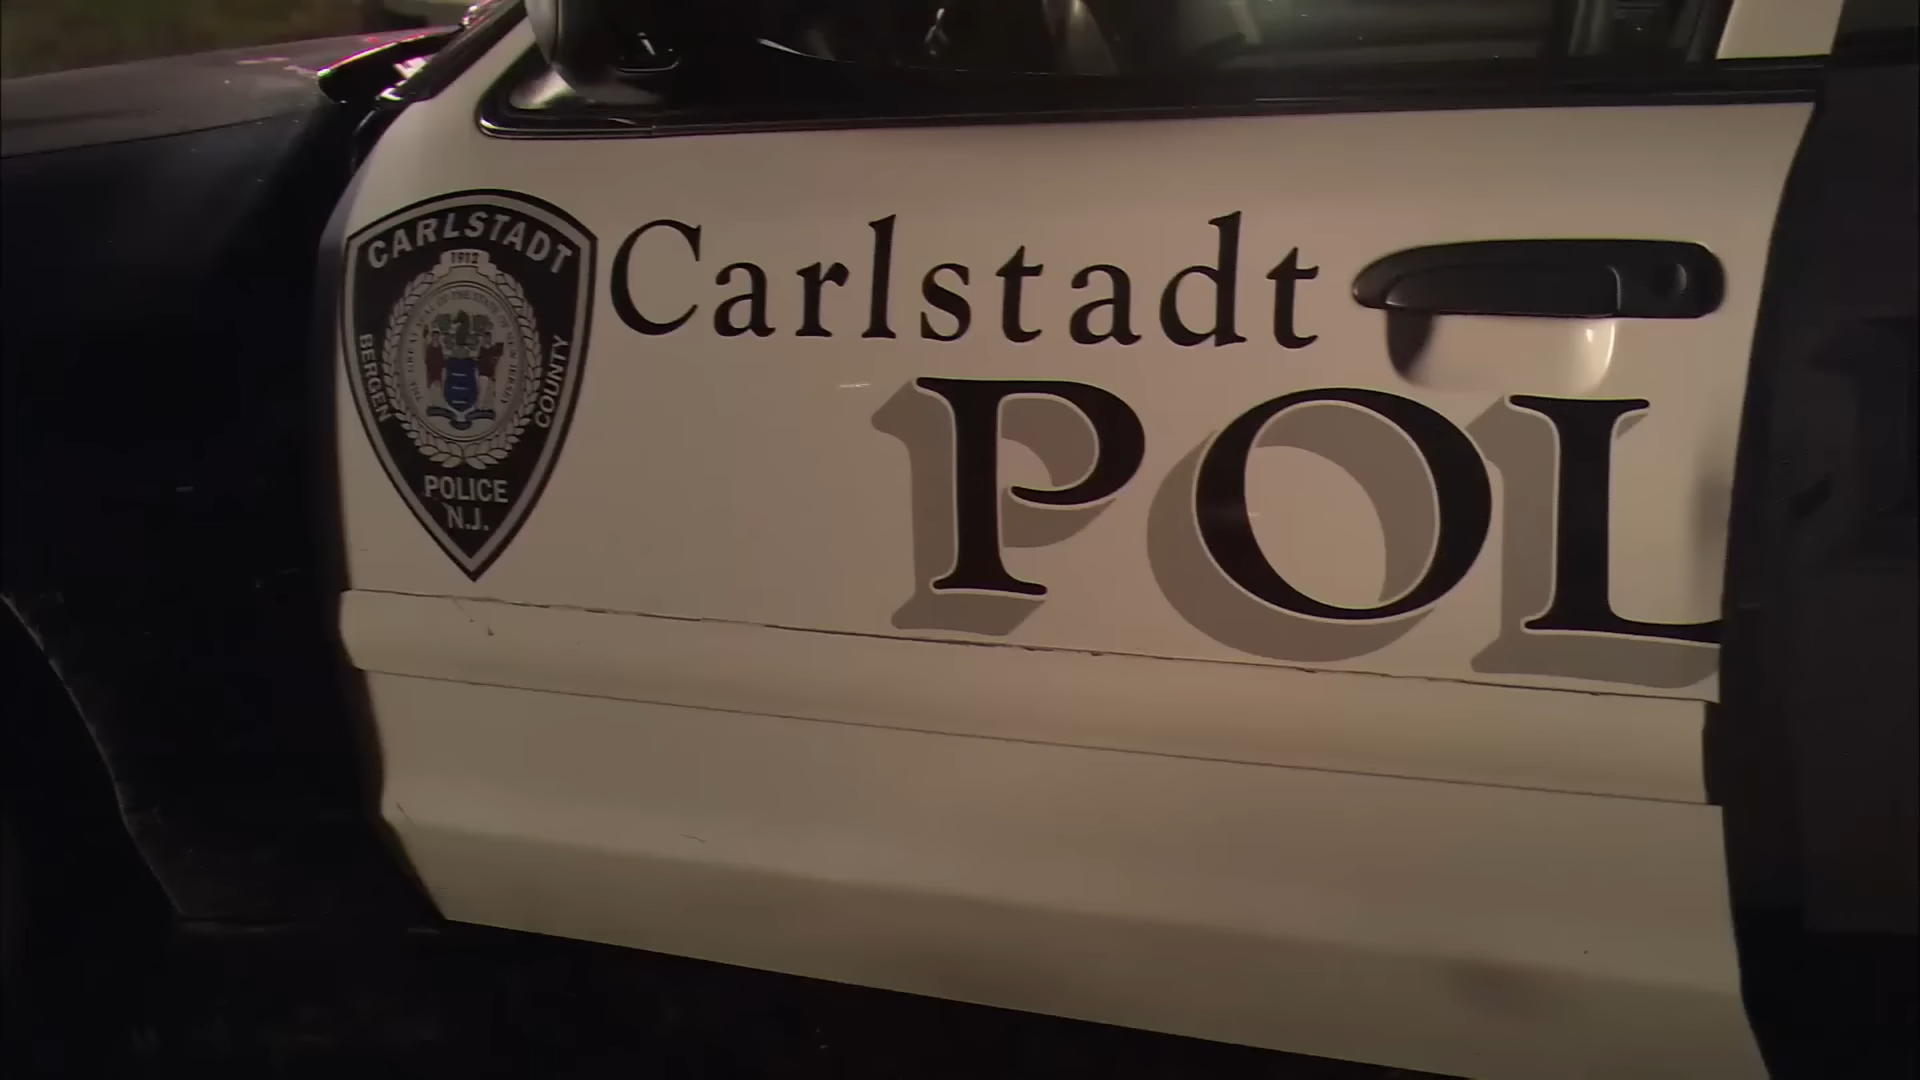 CARLSTADT
1912
BERGEN
COUNTY
POLICE
N.J.
Carlstadt
POL